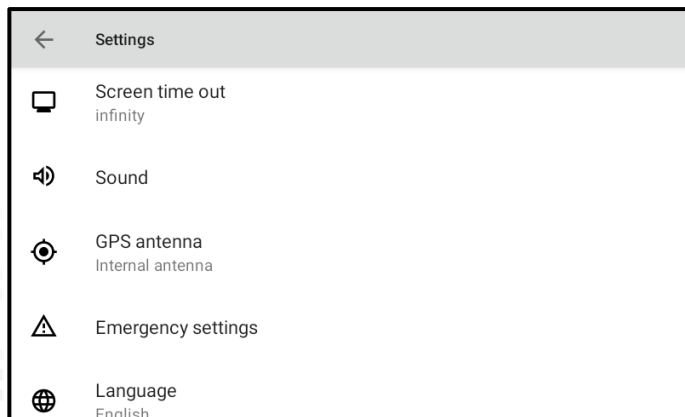 Settings
Screen time out
infinity
Sound
GPS antenna
Internal antenna
Emergency settings
Language
English